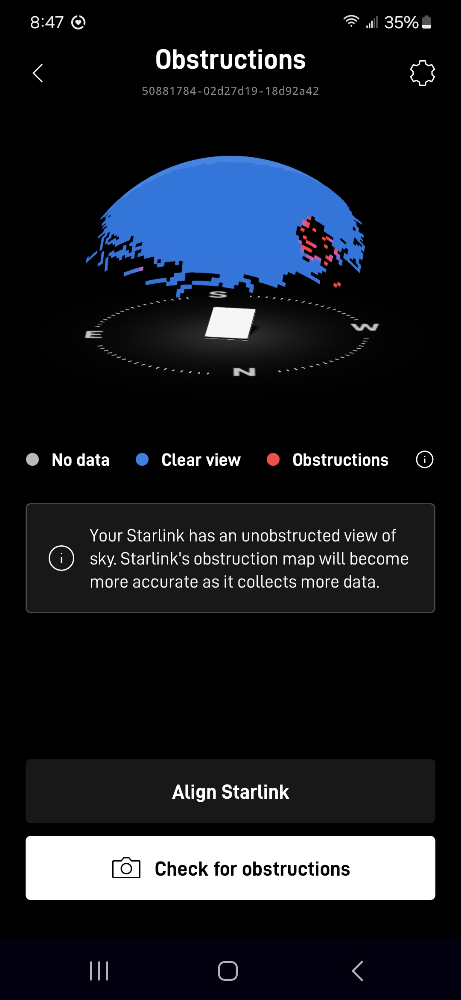 8:47
35%
Obstructions
50881784-02d27d19-18d92a42
S
E
W
N
No data
Clear view
Obstructions
Your Starlink has an unobstructed view of
sky. Starlink's obstruction map will become
more accurate as it collects more data.
Align Starlink
Check for obstructions